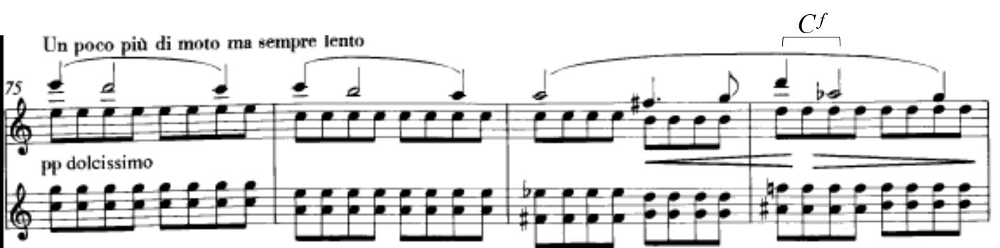 Cf
Un poco più di moto ma sempre lento
75
pp dolcissimo